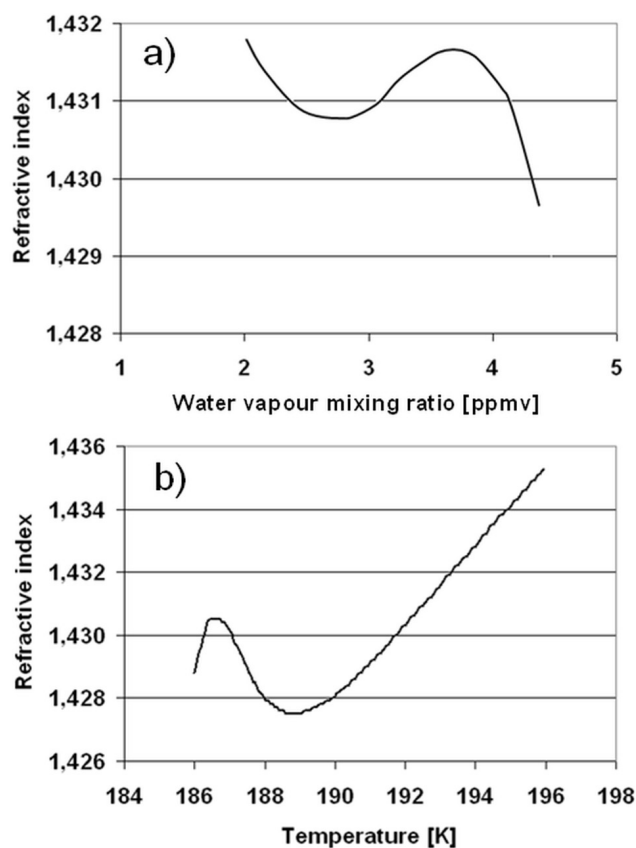 a)
Refractive index
1,432
1,431
1,430
1,429
1,428
1 2 3 4 5
Water vapour mixing ratio [ppmv]
b)
Refractive index
1,436
1,434
1,432
1,430
1,428
1,426
184 186 188 190 192 194 196 198
Temperature [K]